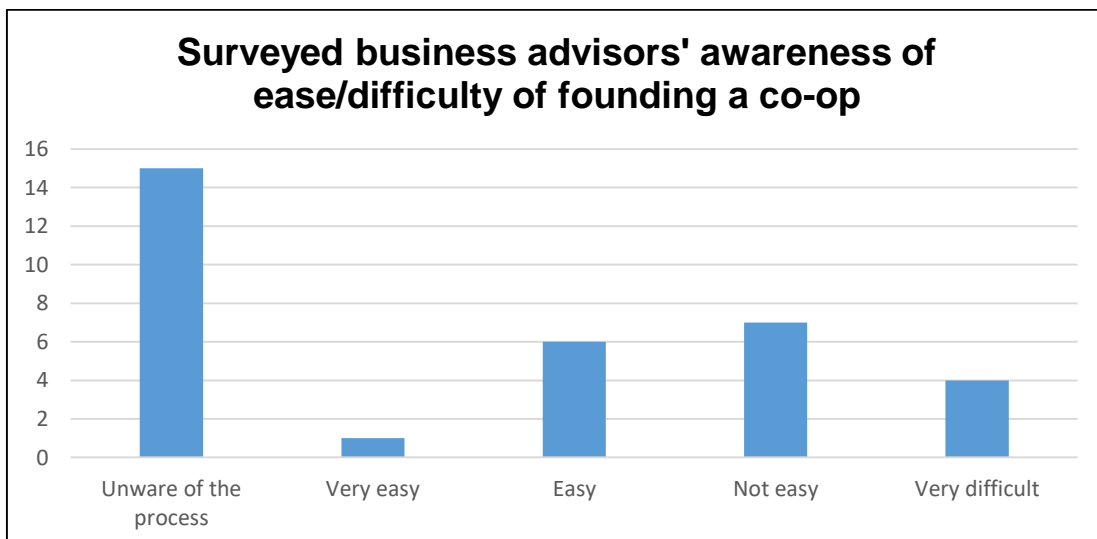 Surveyed business advisors' awareness of
ease/difficulty of founding a co-op
16
14
12
10
8
6
4
2
0
Unware of the
process
Very easy
Easy
Not easy
Very difficult